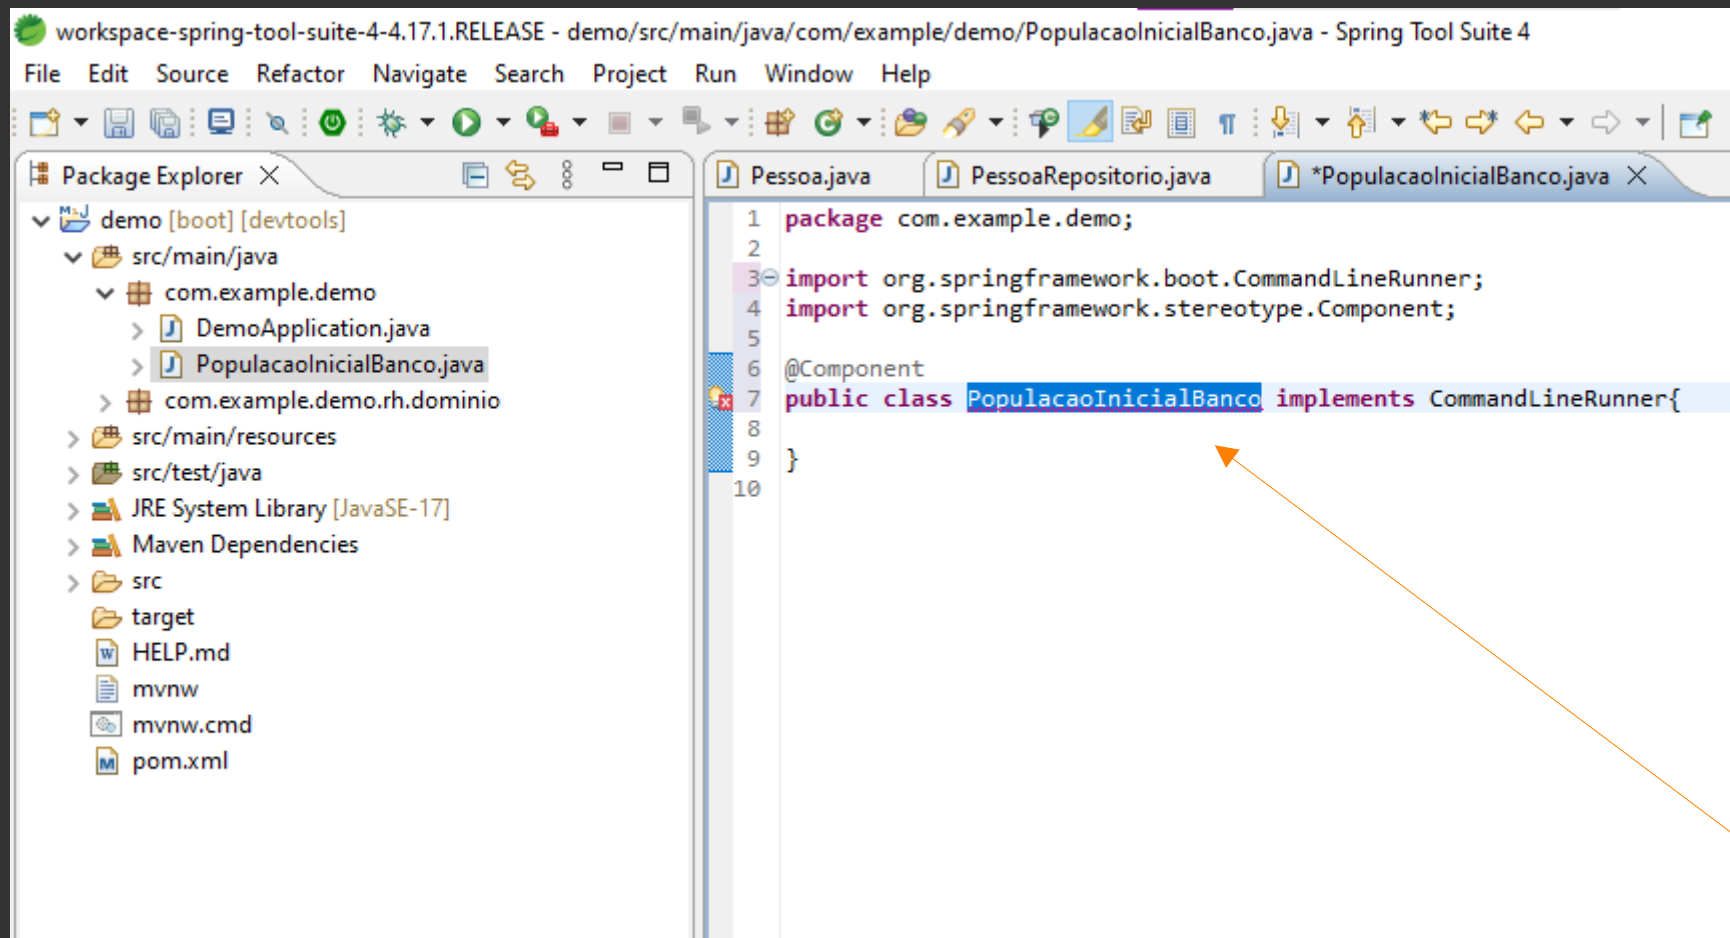 workspace-spring-tool-suite-4-4.17.1.RELEASE - demo/src/main/java/com/example/demo/PopulacaoInicialBanco.java - Spring Tool Suite 4
File Edit Source Refactor Navigate Search Project Run Window Help
Package Explorer
demo [boot] [devtools]
src/main/java
com.example.demo
DemoApplication.java
PopulacaoInicialBanco.java
com.example.demo.rh.dominio
src/main/resources
src/test/java
JRE System Library [JavaSE-17]
Maven Dependencies
src
target
HELP.md
mvnw
mvnw.cmd
pom.xml
Pessoa.java PessoaRepositorio.java *PopulacaoInicialBanco.java
1 package com.example.demo;
2
3 import org.springframework.boot.CommandLineRunner;
4 import org.springframework.stereotype.Component;
5
6 @Component
7 public class PopulacaoInicialBanco implements CommandLineRunner{
8
9 }
10